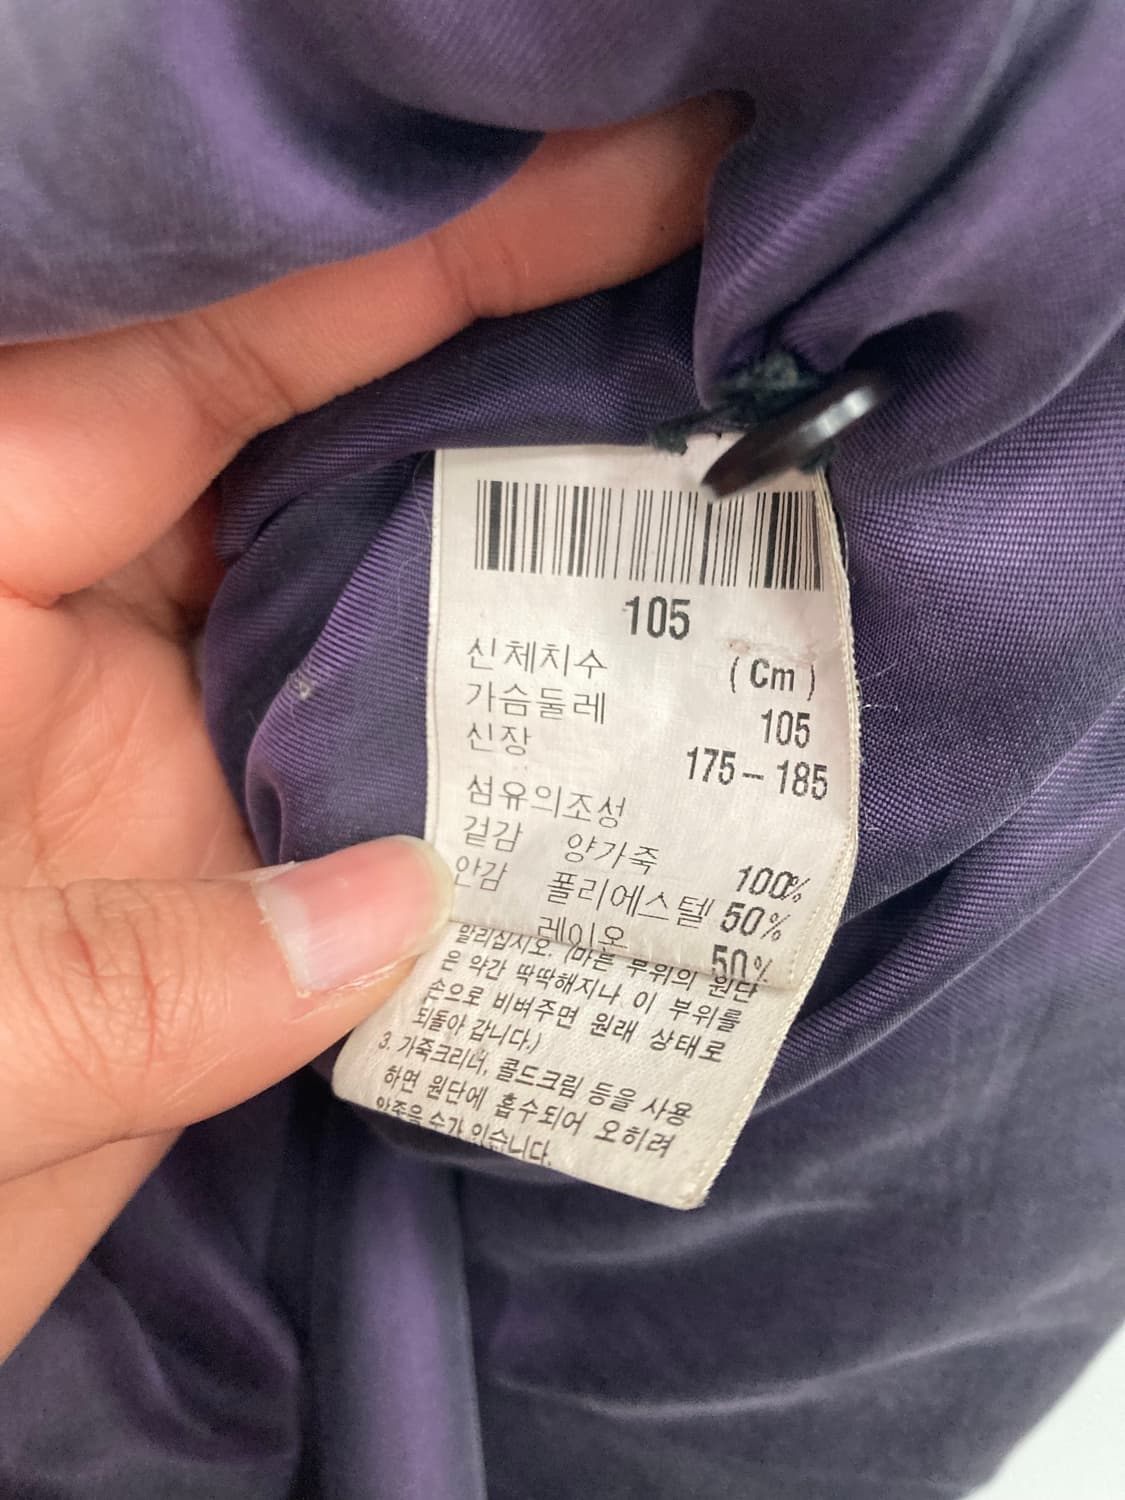 105
신체치수 (Cm)
가슴둘레 105
신장 175-185
섬유의조성
겉감 양가죽 100%
안감 폴리에스텔 50%
레이온 50%
말리십시오. (마른 부위의 원단
은 약간 딱딱해지나 이 부위를
손으로 비벼주면 원래 상태로
되돌아 갑니다.)
3. 가죽크리너, 콜드크림 등을 사용
하면 원단에 흡수되어 오히려
수가 있습니다.